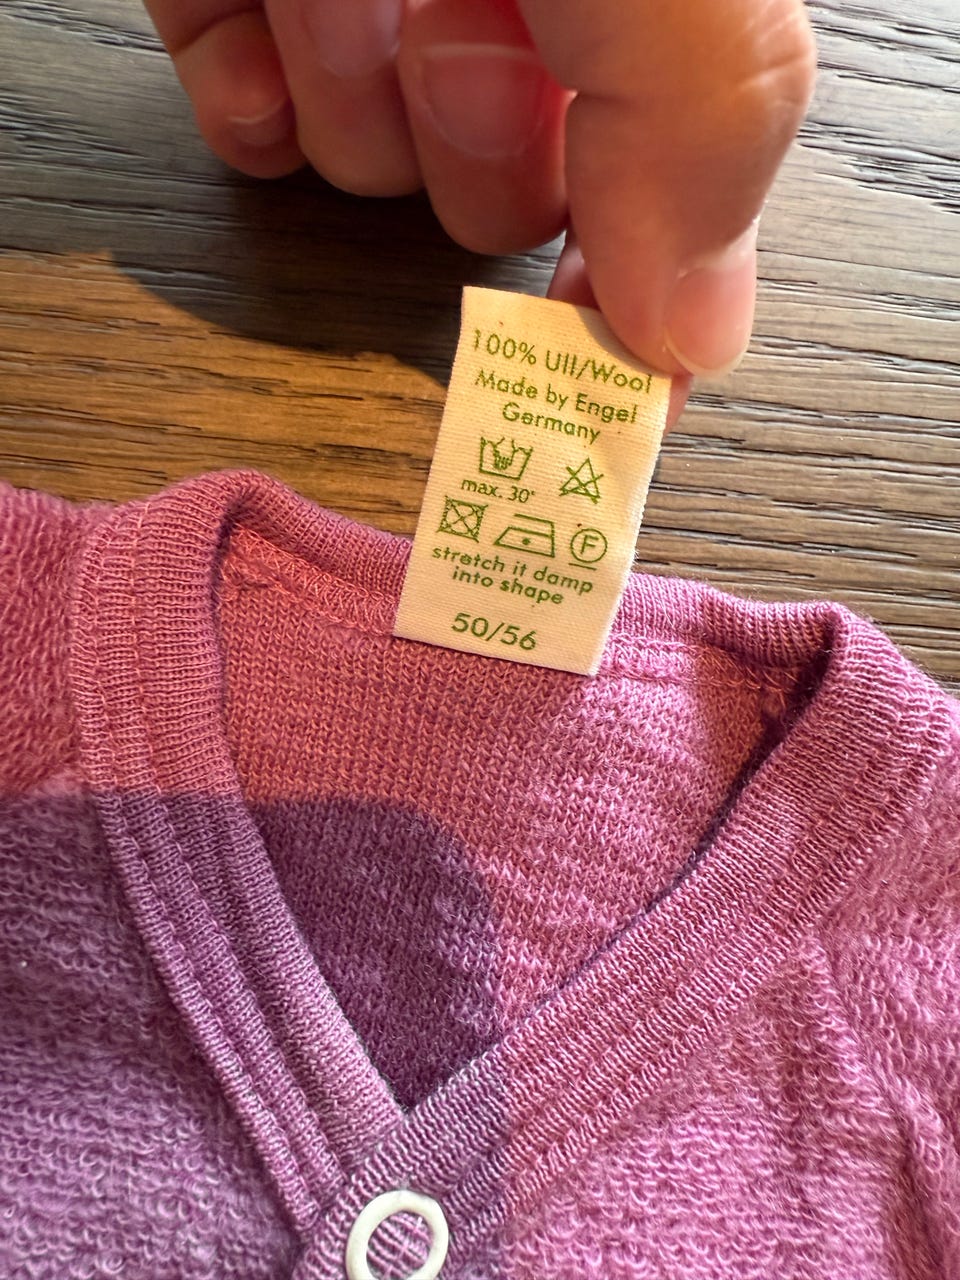 100% Ull/Wool
Made by Engel
Germany
max. 30°
F
stretch it damp
into shape
50/56